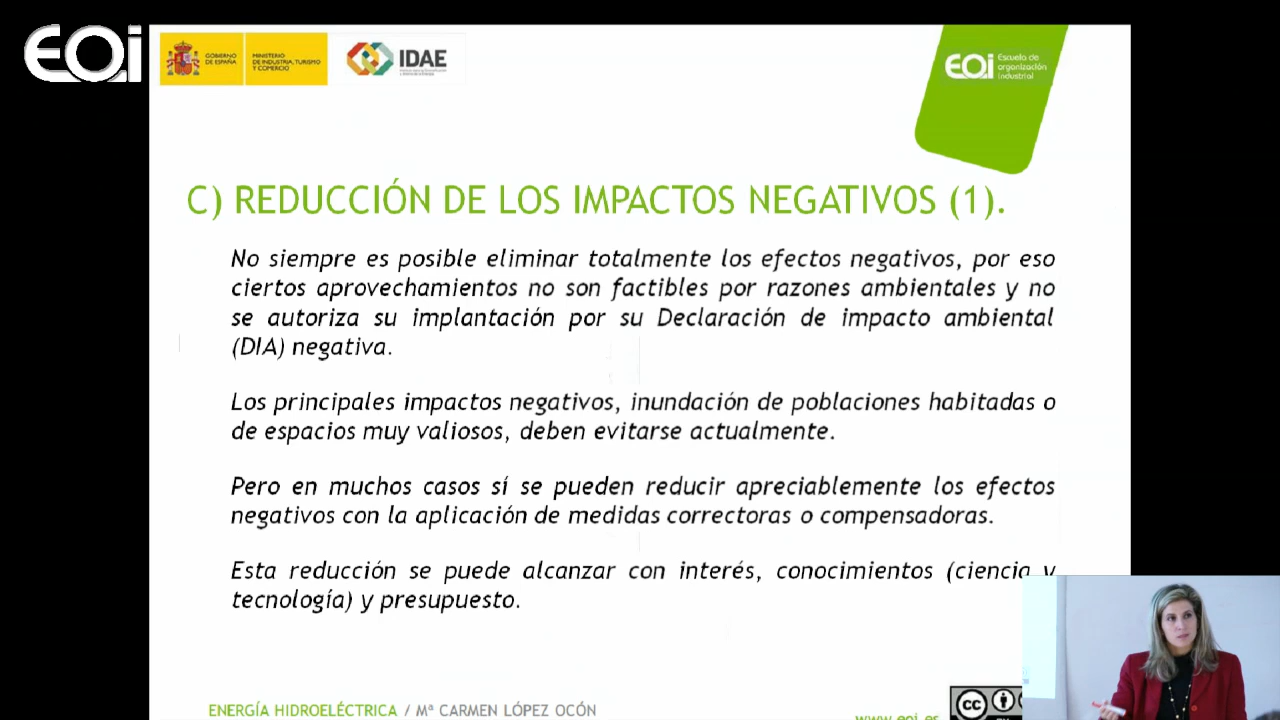 EOi
GOBIERNO
DE ESPAÑA
MINISTERIO
DE INDUSTRIA, TURISMO
Y COMERCIO
IDAE
EOi Escuela de
organización
industrial
C) REDUCCIÓN DE LOS IMPACTOS NEGATIVOS (1).
No siempre es posible eliminar totalmente los efectos negativos, por eso
ciertos aprovechamientos no son factibles por razones ambientales y no
se autoriza su implantación por su Declaración de impacto ambiental
(DIA) negativa.
Los principales impactos negativos, inundación de poblaciones habitadas o
de espacios muy valiosos, deben evitarse actualmente.
Pero en muchos casos sí se pueden reducir apreciablemente los efectos
negativos con la aplicación de medidas correctoras o compensadoras.
Esta reducción se puede alcanzar con interés, conocimientos (ciencia y
tecnología) y presupuesto.
ENERGÍA HIDROELÉCTRICA / Mª CARMEN LÓPEZ OCÓN
www.eoi.es
cc